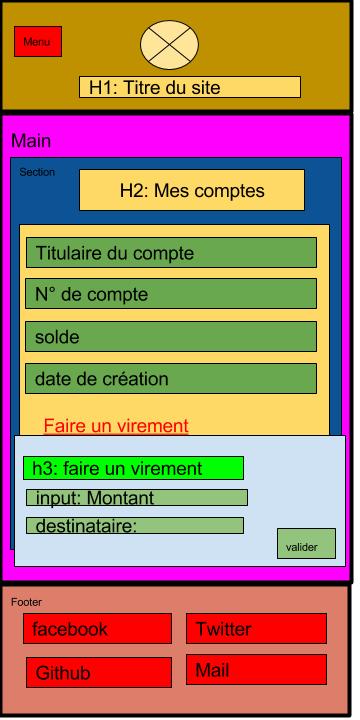 Menu
H1: Titre du site
Main
Section
H2: Mes comptes
Titulaire du compte
N° de compte
solde
date de création
Faire un virement
h3: faire un virement
input: Montant
destinataire:
valider
Footer
facebook
Twitter
Github
Mail